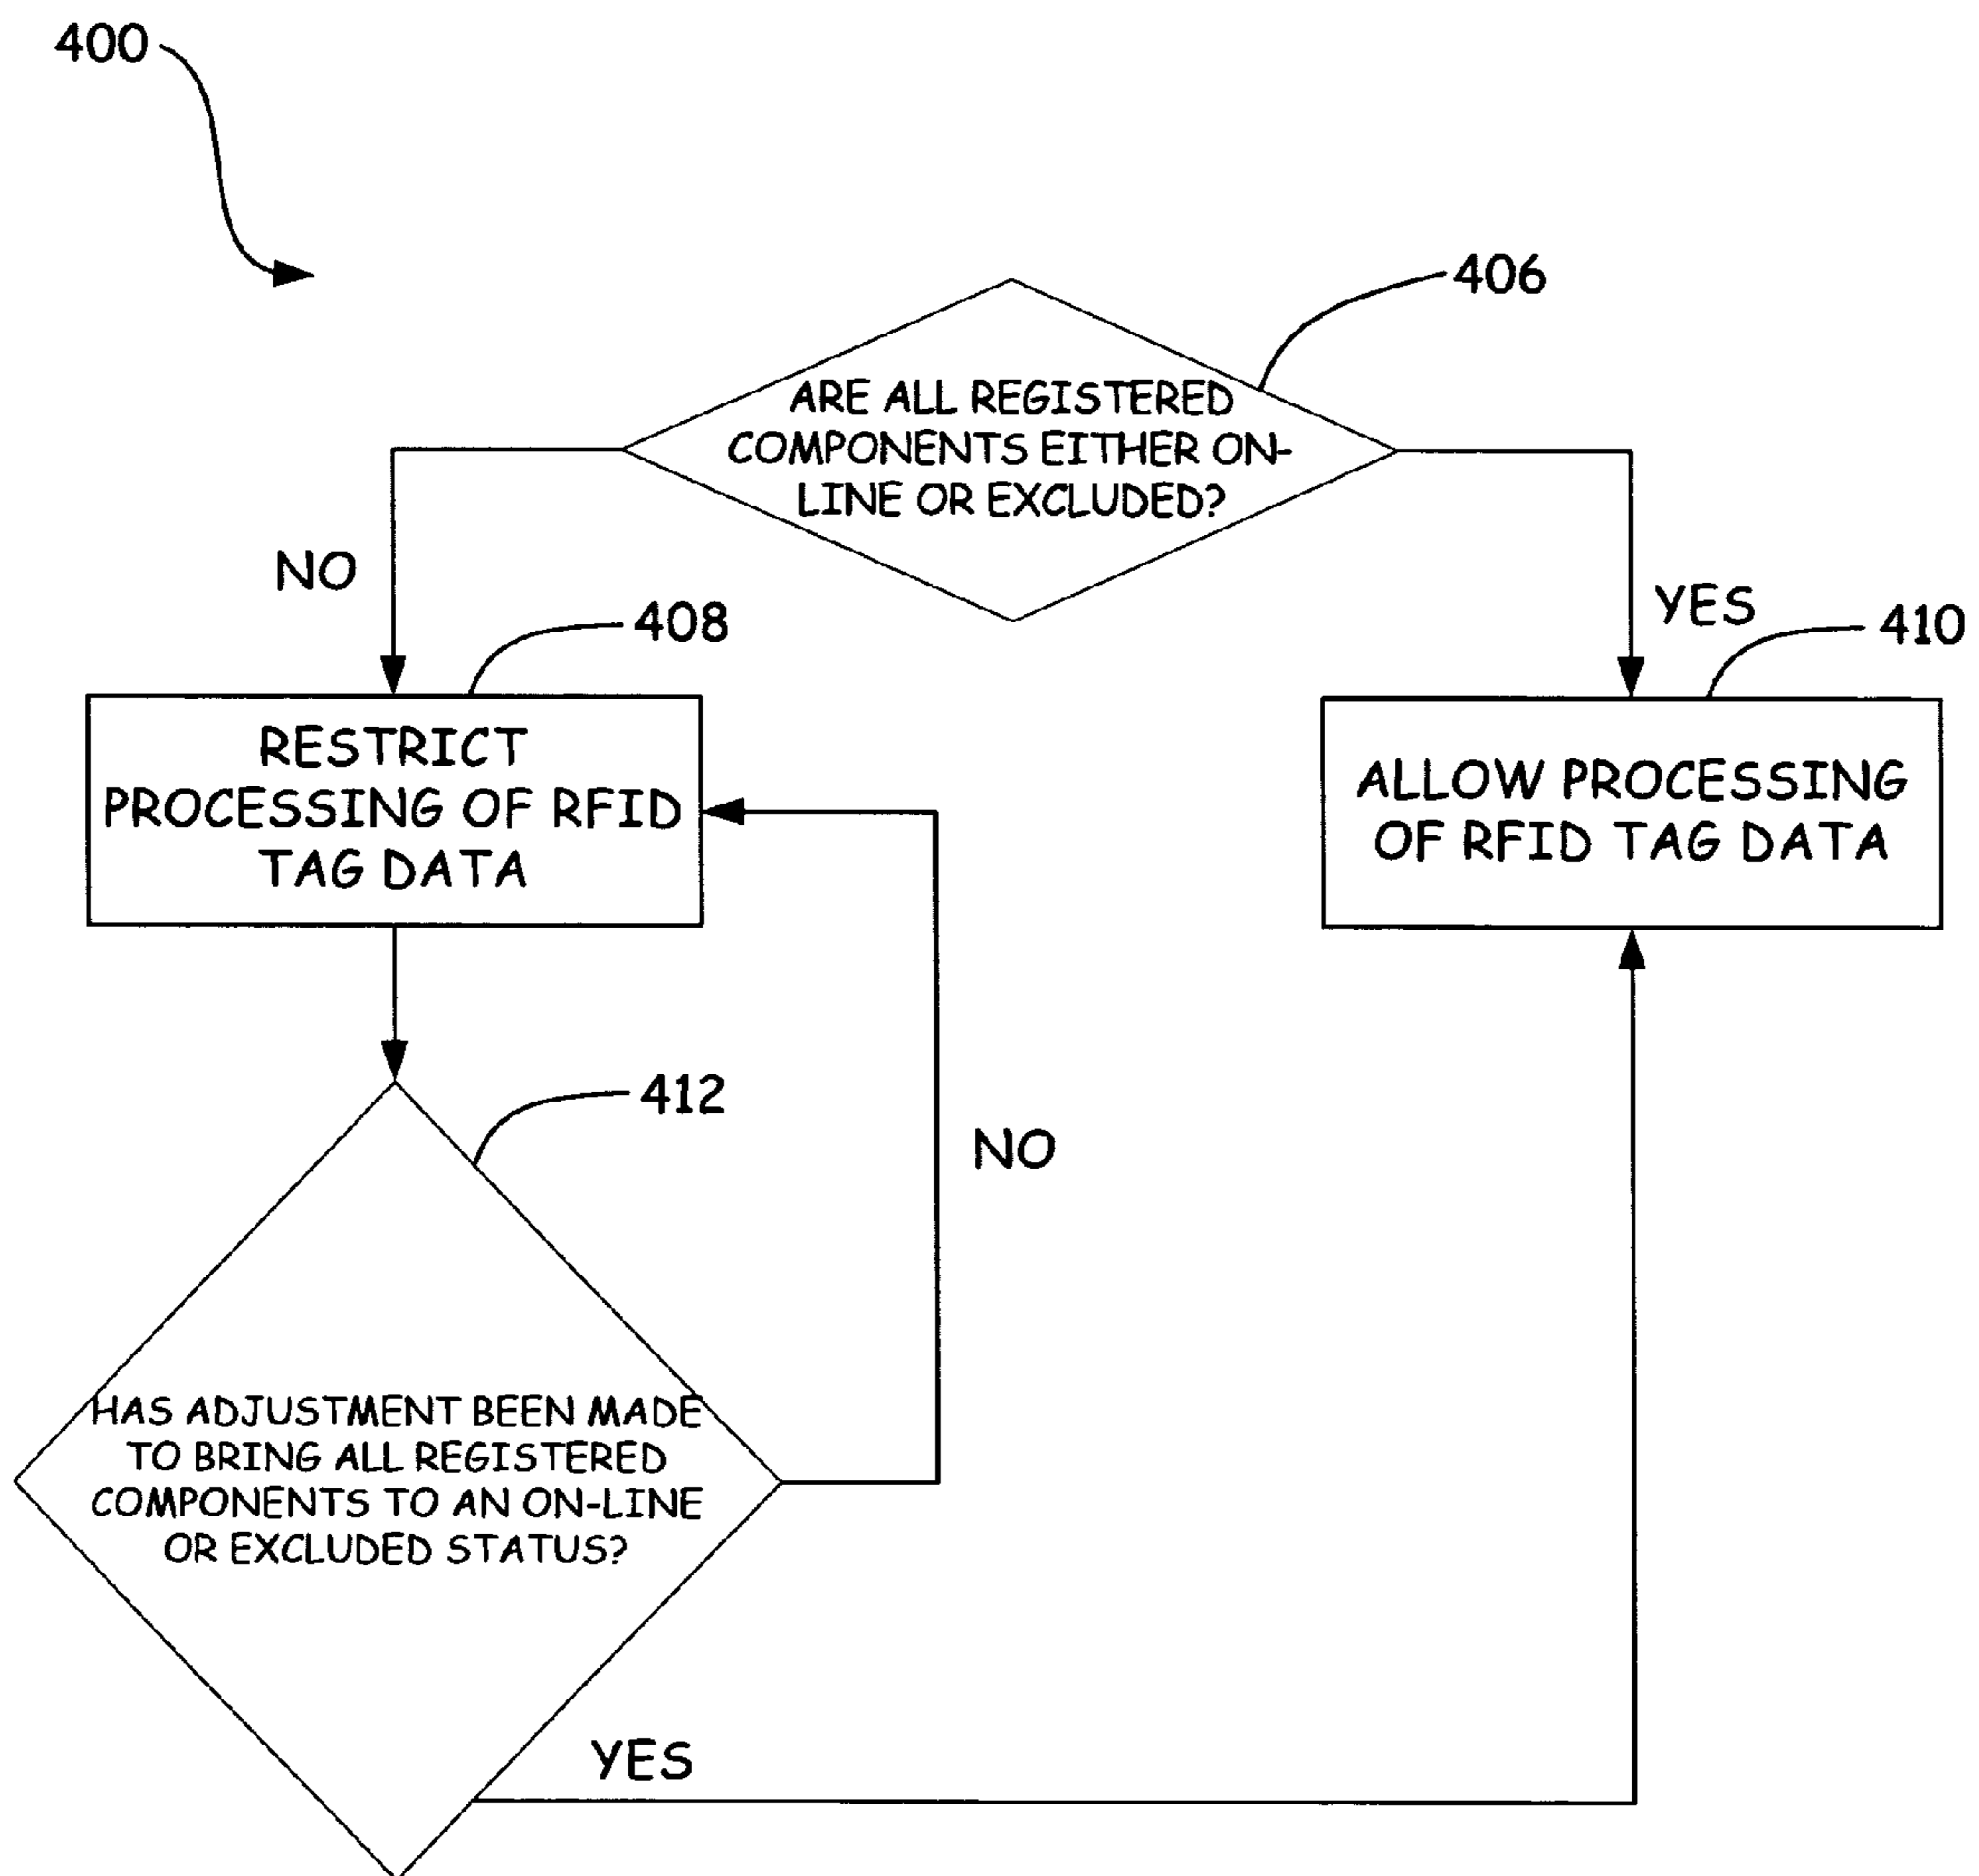 400
406
ARE ALL REGISTERED
COMPONENTS EITHER ON-
LINE OR EXCLUDED?
NO
YES
408
410
RESTRICT
PROCESSING OF RFID
TAG DATA
ALLOW PROCESSING
OF RFID TAG DATA
412
NO
HAS ADJUSTMENT BEEN MADE
TO BRING ALL REGISTERED
COMPONENTS TO AN ON-LINE
OR EXCLUDED STATUS?
YES